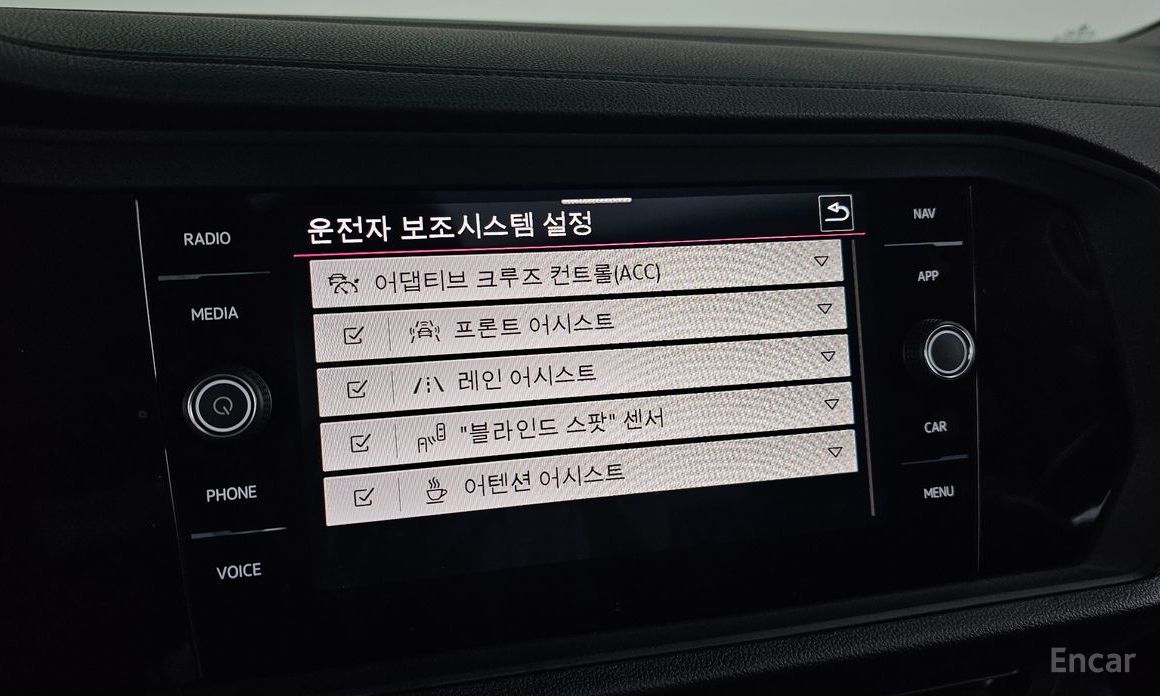 RADIO
MEDIA
PHONE
VOICE
운전자 보조시스템 설정
어댑티브 크루즈 컨트롤(ACC)
프론트 어시스트
레인 어시스트
"블라인드 스팟" 센서
어텐션 어시스트
NAV
APP
CAR
MENU
Encar